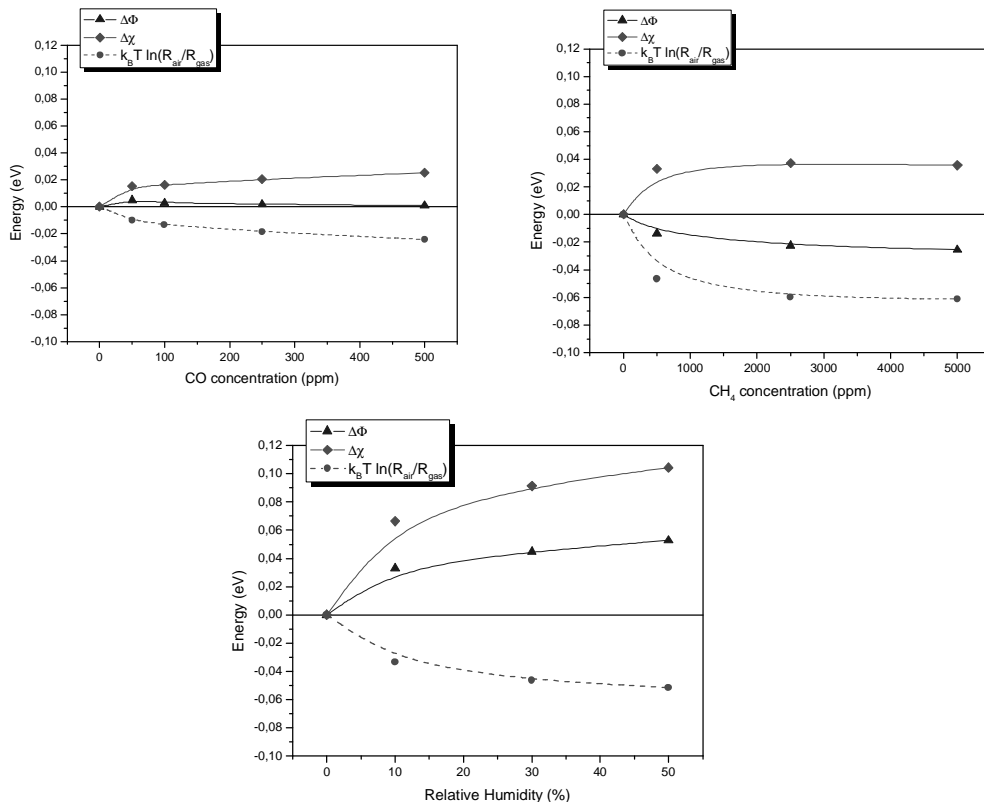 ΔΦ
Δχ
k_B T ln(R_air/R_gas)
0,12
0,10
0,08
0,06
0,04
0,02
0,00
-0,02
-0,04
-0,06
-0,08
-0,10
Energy (eV)
0 100 200 300 400 500
CO concentration (ppm)
ΔΦ
Δχ
k_B T ln(R_air/R_gas)
0,12
0,10
0,08
0,06
0,04
0,02
0,00
-0,02
-0,04
-0,06
-0,08
-0,10
Energy (eV)
0 1000 2000 3000 4000 5000
CH₄ concentration (ppm)
ΔΦ
Δχ
k_B T ln(R_air/R_gas)
0,12
0,10
0,08
0,06
0,04
0,02
0,00
-0,02
-0,04
-0,06
-0,08
-0,10
Energy (eV)
0 10 20 30 40 50
Relative Humidity (%)